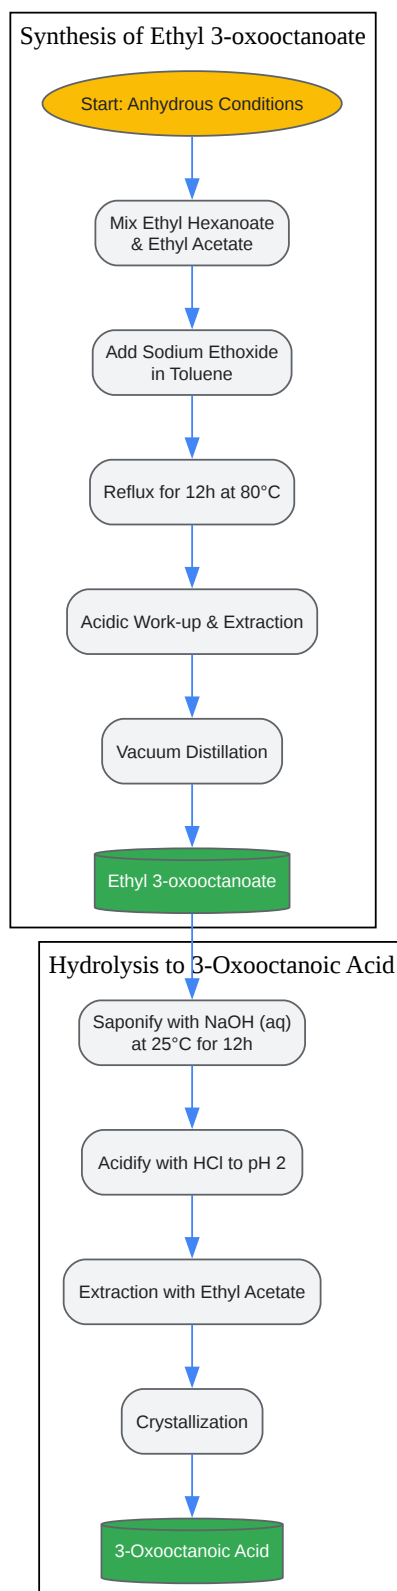 Synthesis of Ethyl 3-oxooctanoate
Start: Anhydrous Conditions
Mix Ethyl Hexanoate
& Ethyl Acetate
Add Sodium Ethoxide
in Toluene
Reflux for 12h at 80°C
Acidic Work-up & Extraction
Vacuum Distillation
Ethyl 3-oxooctanoate
Hydrolysis to 3-Oxooctanoic Acid
Saponify with NaOH (aq)
at 25°C for 12h
Acidify with HCl to pH 2
Extraction with Ethyl Acetate
Crystallization
3-Oxooctanoic Acid